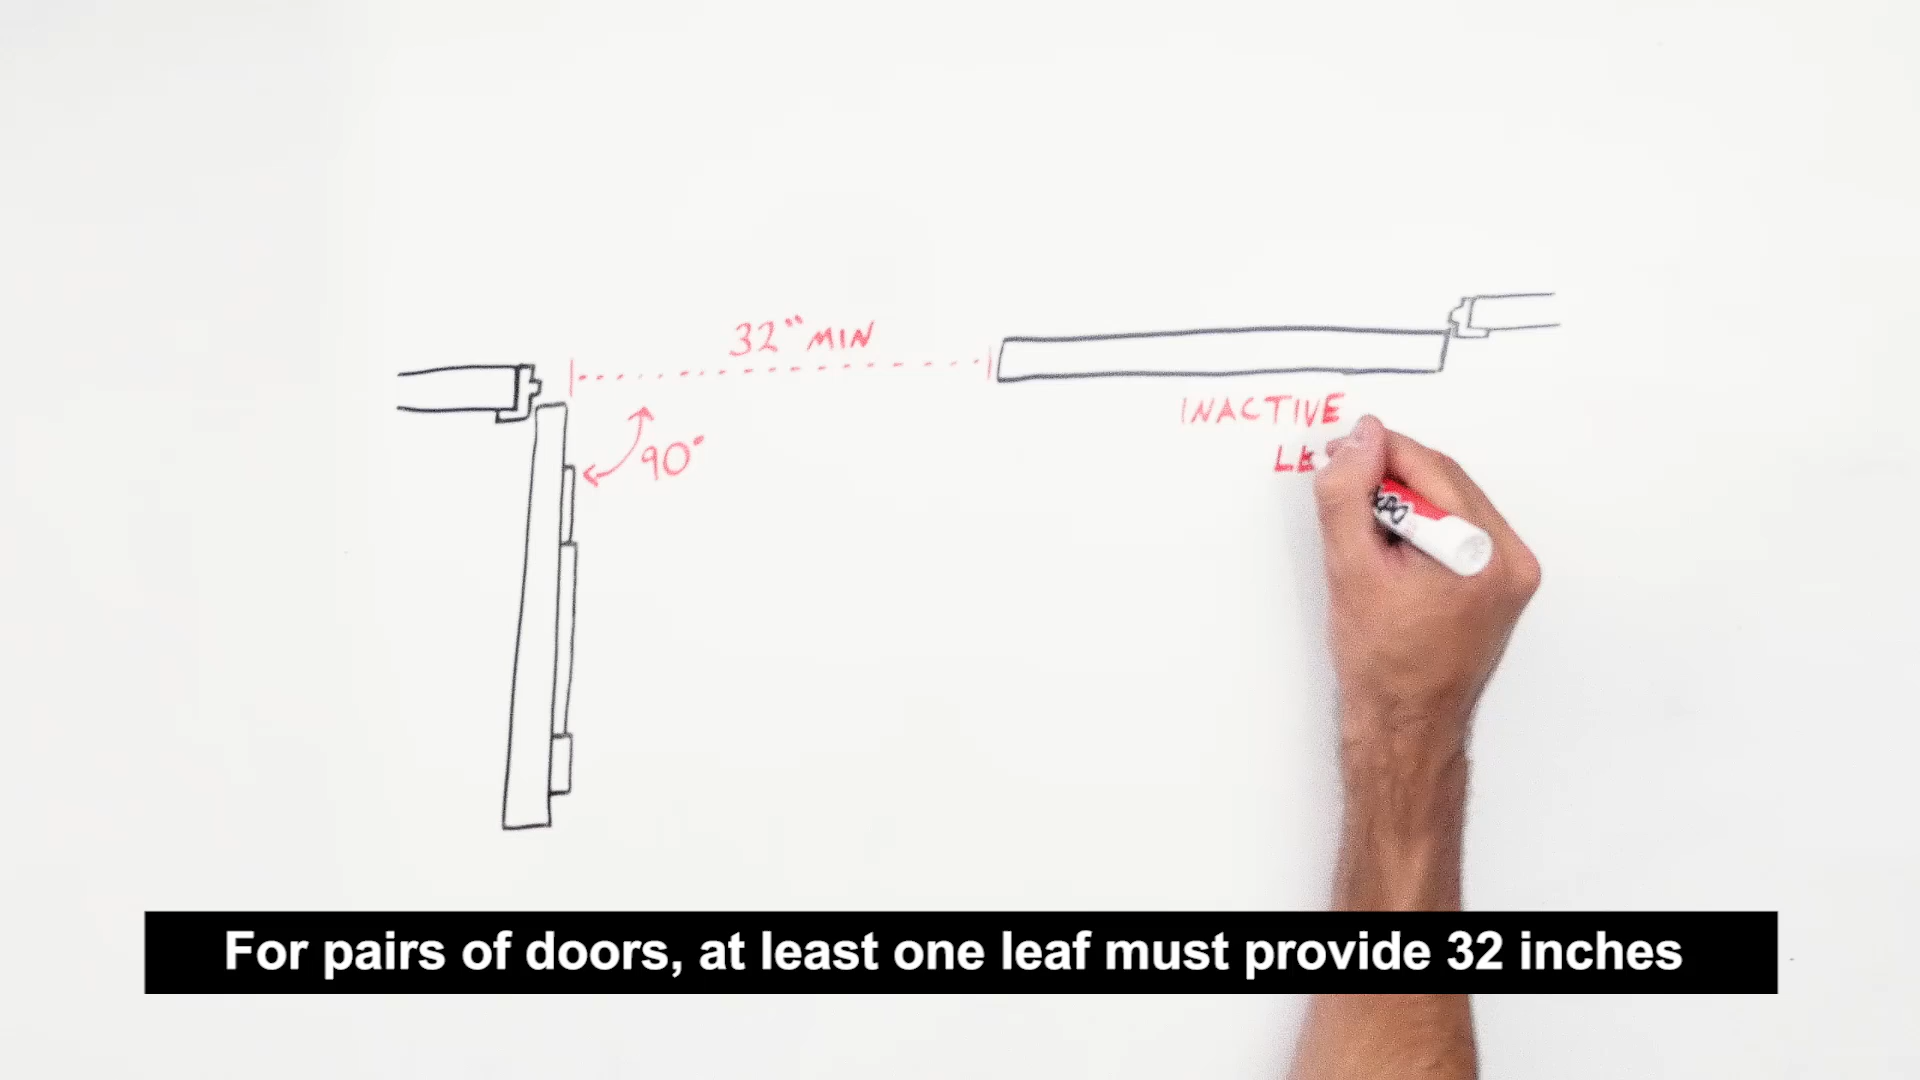 32" MIN
90°
INACTIVE
For pairs of doors, at least one leaf must provide 32 inches